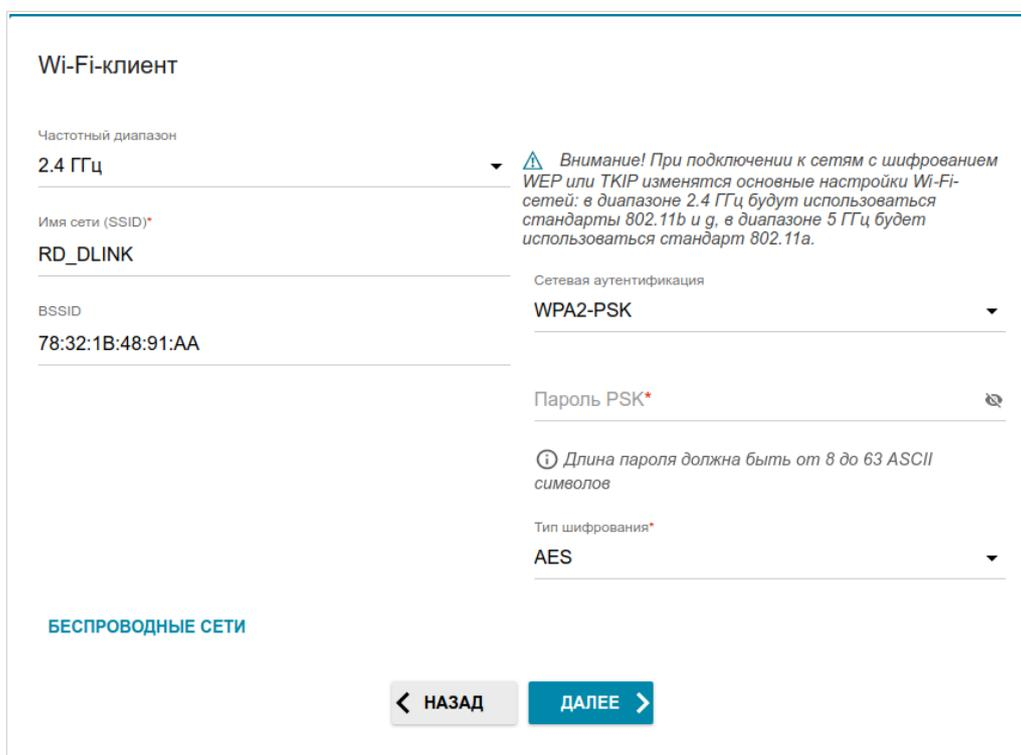 Wi-Fi-клиент
Частотный диапазон
2.4 ГГц
Имя сети (SSID)*
RD_DLINK
BSSID
78:32:1B:48:91:AA
Внимание! При подключении к сетям с шифрованием
WEP или TKIP изменятся основные настройки Wi-Fi-
сетей: в диапазоне 2.4 ГГц будут использоваться
стандарты 802.11b и g, в диапазоне 5 ГГц будет
использоваться стандарт 802.11a.
Сетевая аутентификация
WPA2-PSK
Пароль PSK*
Длина пароля должна быть от 8 до 63 ASCII
символов
Тип шифрования*
AES
БЕСПРОВОДНЫЕ СЕТИ
НАЗАД
ДАЛЕЕ